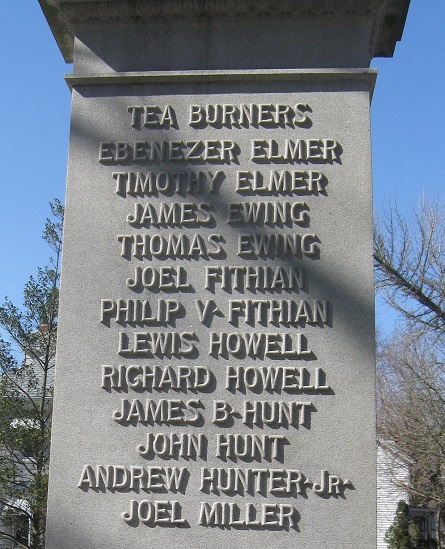 TEA BURNERS
EBENEZER ELMER
TIMOTHY ELMER
JAMES EWING
THOMAS EWING
JOEL FITHIAN
PHILIP V. FITHIAN
LEWIS HOWELL
RICHARD HOWELL
JAMES B. HUNT
JOHN HUNT
ANDREW HUNTER. JR.
JOEL MILLER